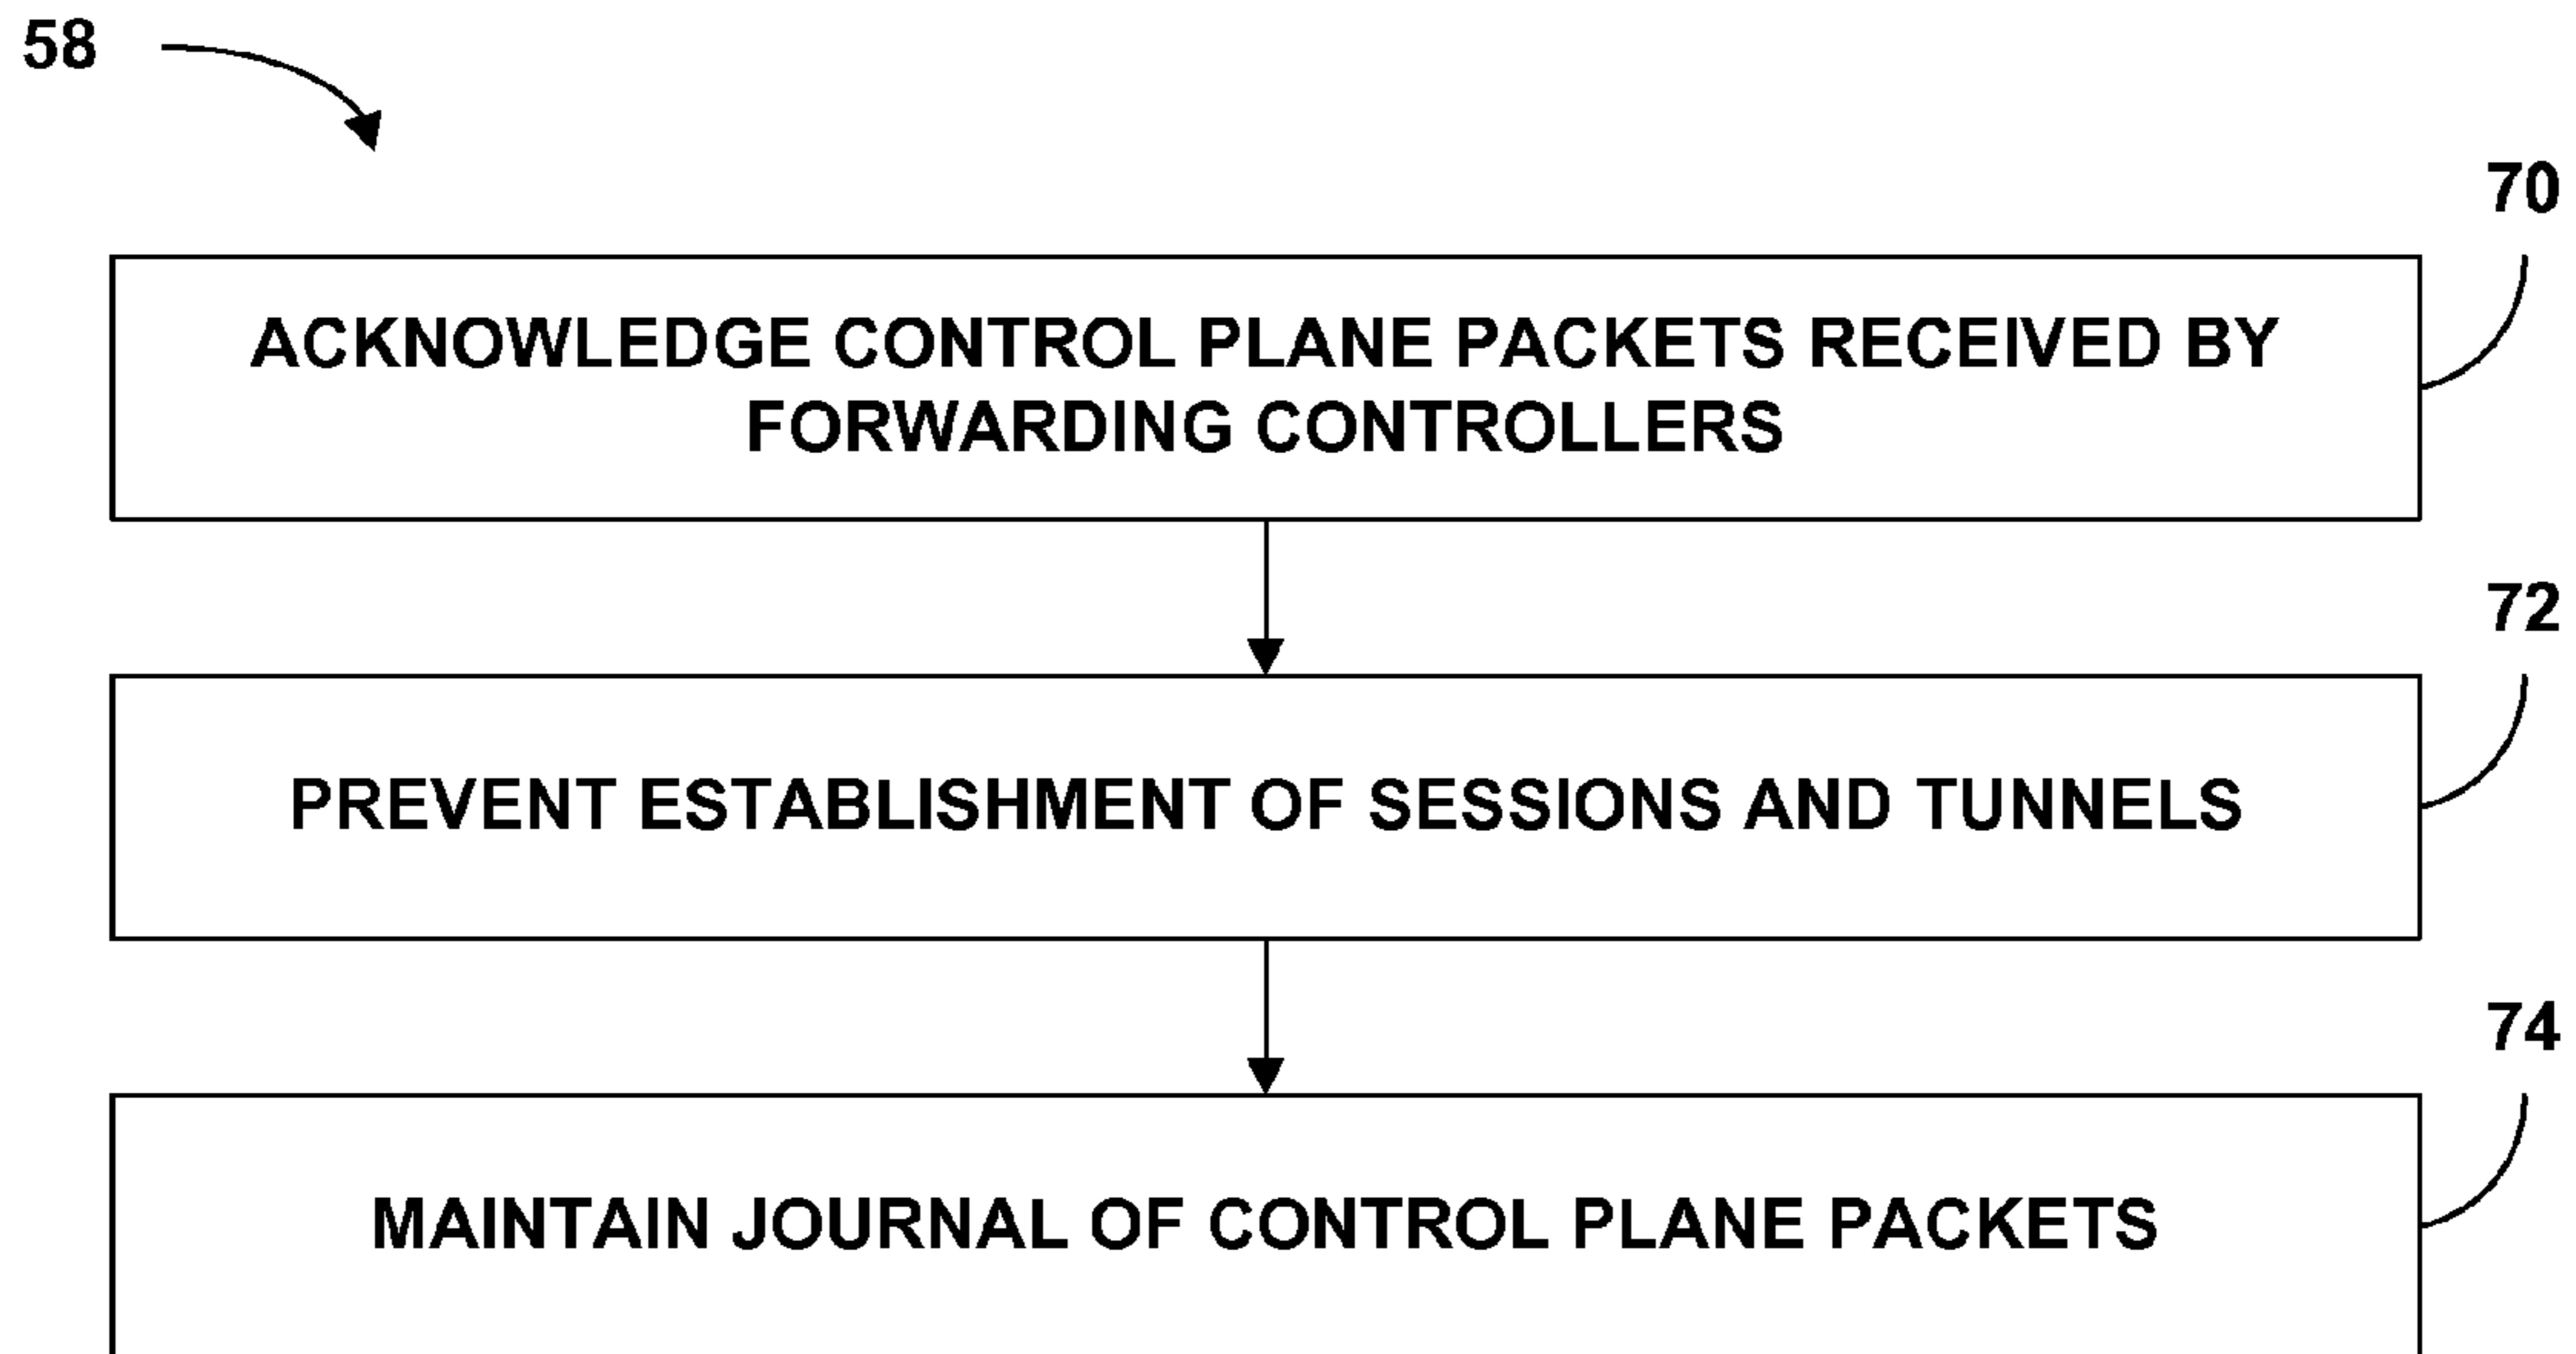 58
70
ACKNOWLEDGE CONTROL PLANE PACKETS RECEIVED BY
FORWARDING CONTROLLERS
72
PREVENT ESTABLISHMENT OF SESSIONS AND TUNNELS
74
MAINTAIN JOURNAL OF CONTROL PLANE PACKETS